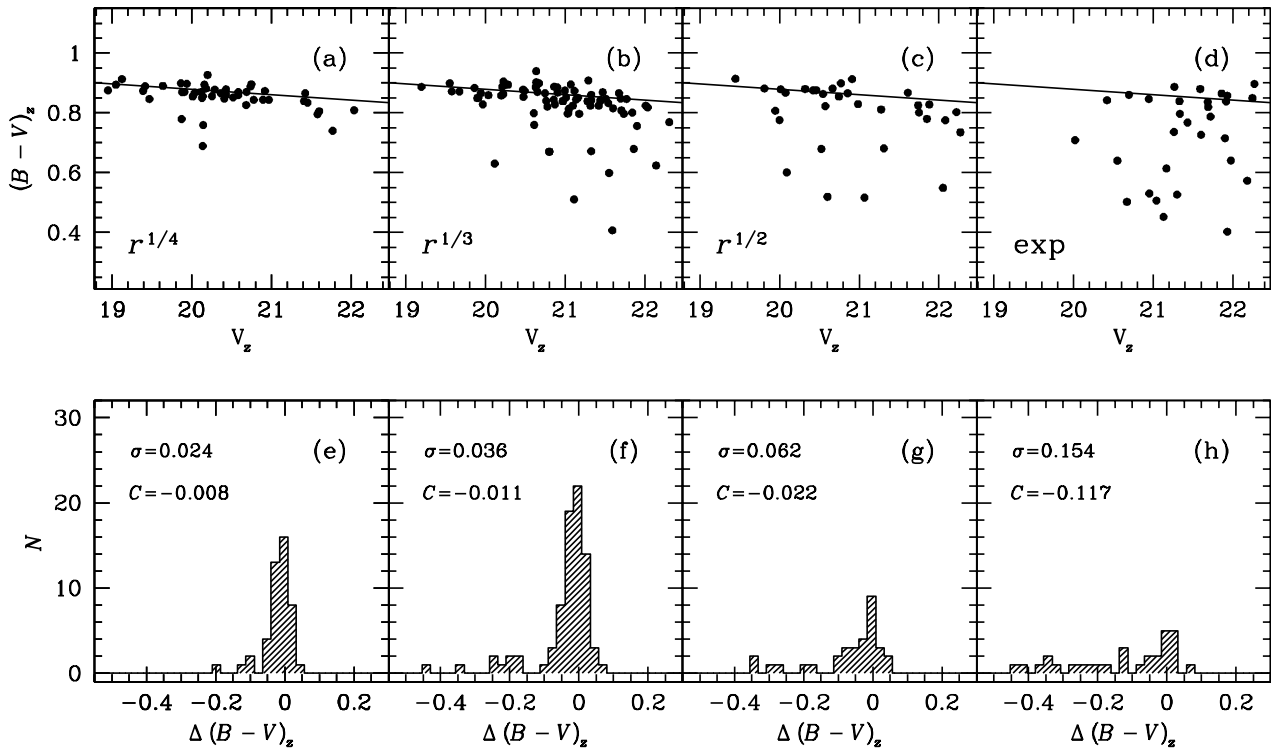 (a) (b) (c) (d)
1
0.8
0.6
0.4
(B − V)z
r1/4 r1/3 r1/2 exp
19 20 21 22 19 20 21 22 19 20 21 22 19 20 21 22
Vz Vz Vz Vz
30
20
10
0
N
σ=0.024 (e) σ=0.036 (f) σ=0.062 (g) σ=0.154 (h)
C=−0.008 C=−0.011 C=−0.022 C=−0.117
−0.4 −0.2 0 0.2 −0.4 −0.2 0 0.2 −0.4 −0.2 0 0.2 −0.4 −0.2 0 0.2
Δ (B − V)z Δ (B − V)z Δ (B − V)z Δ (B − V)z